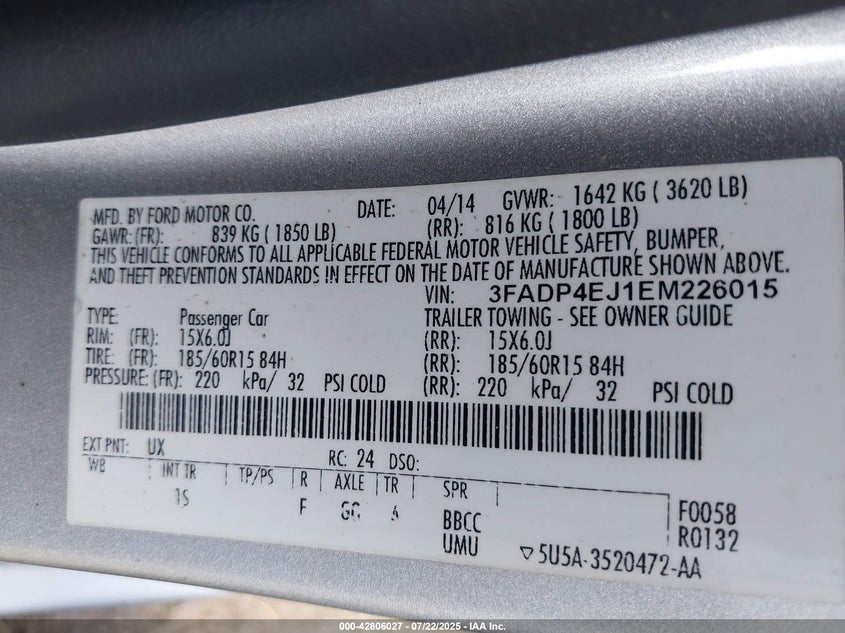 MFD. BY FORD MOTOR CO. DATE: 04/14 GVWR: 1642 KG ( 3620 LB)
GAWR: (FR): 839 KG ( 1850 LB) (RR): 816 KG ( 1800 LB)
THIS VEHICLE CONFORMS TO ALL APPLICABLE FEDERAL MOTOR VEHICLE SAFETY, BUMPER,
AND THEFT PREVENTION STANDARDS IN EFFECT ON THE DATE OF MANUFACTURE SHOWN ABOVE.
VIN: 3FADP4EJ1EM226015
TYPE: Passenger Car TRAILER TOWING - SEE OWNER GUIDE
RIM: (FR): 15X6.0J (RR): 15X6.0J
TIRE: (FR): 185/60R15 84H (RR): 185/60R15 84H
PRESSURE: (FR): 220 kPa/ 32 PSI COLD (RR): 220 kPa/ 32 PSI COLD
EXT PNT: UX RC: 24 DSO:
WB INT TR TP/PS R AXLE TR SPR
IS F GC BBCC F0058
UMU R0132
5U5A-3520472-AA
000-42806027 - 07/22/2025 - IAA Inc.